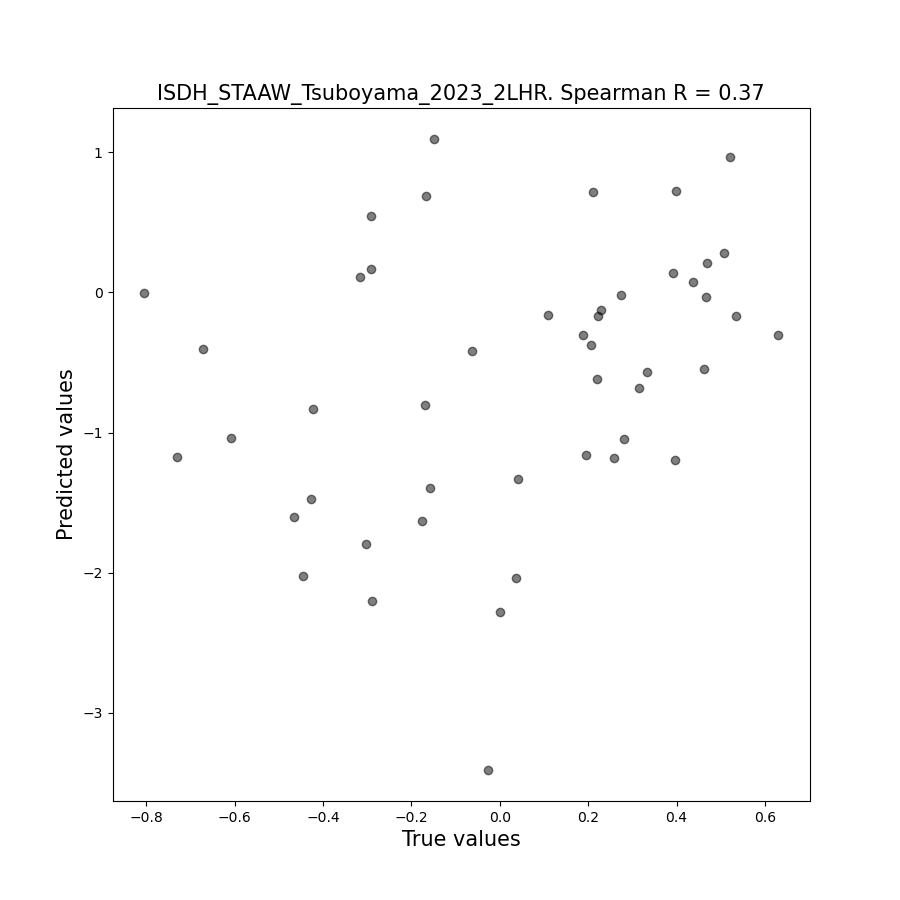 ISDH_STAAW_Tsuboyama_2023_2LHR. Spearman R = 0.37
1
0
−1
−2
−3
Predicted values
−0.8 −0.6 −0.4 −0.2 0.0 0.2 0.4 0.6
True values